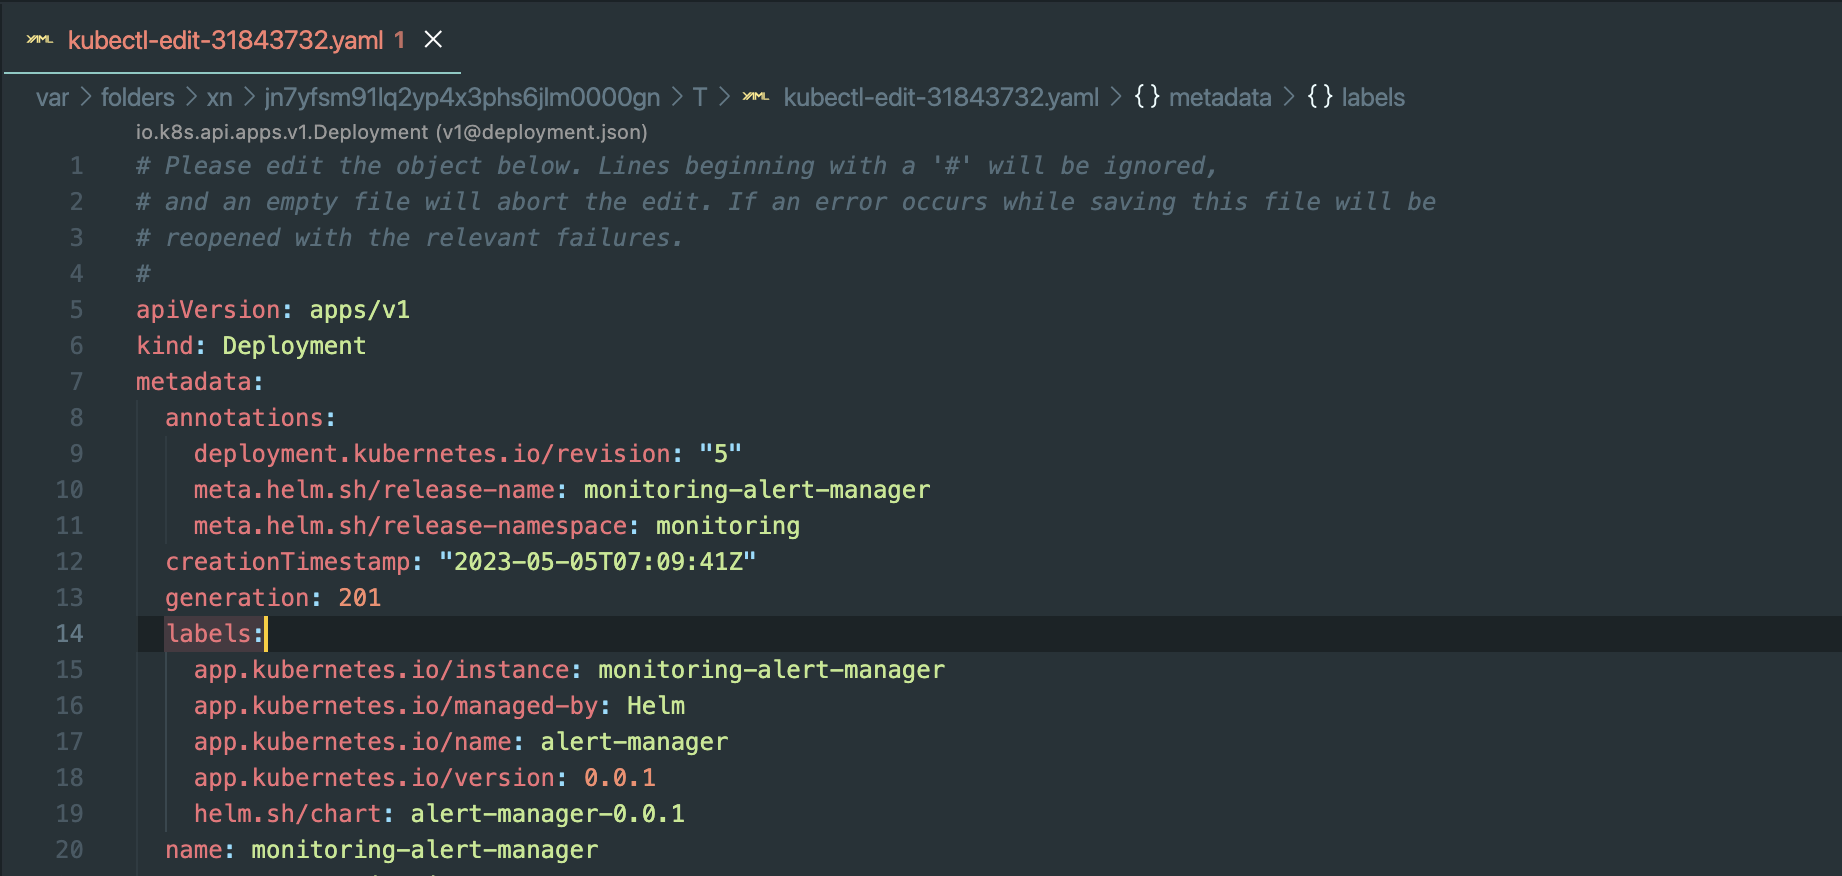 YAML kubectl-edit-31843732.yaml 1
var > folders > xn > jn7yfsm91lq2yp4x3phs6jlm0000gn > T > YAML kubectl-edit-31843732.yaml > {} metadata > {} labels
io.k8s.api.apps.v1.Deployment (v1@deployment.json)
1 # Please edit the object below. Lines beginning with a '#' will be ignored,
2 # and an empty file will abort the edit. If an error occurs while saving this file will be
3 # reopened with the relevant failures.
4 #
5 apiVersion: apps/v1
6 kind: Deployment
7 metadata:
8 annotations:
9 deployment.kubernetes.io/revision: "5"
10 meta.helm.sh/release-name: monitoring-alert-manager
11 meta.helm.sh/release-namespace: monitoring
12 creationTimestamp: "2023-05-05T07:09:41Z"
13 generation: 201
14 labels:
15 app.kubernetes.io/instance: monitoring-alert-manager
16 app.kubernetes.io/managed-by: Helm
17 app.kubernetes.io/name: alert-manager
18 app.kubernetes.io/version: 0.0.1
19 helm.sh/chart: alert-manager-0.0.1
20 name: monitoring-alert-manager